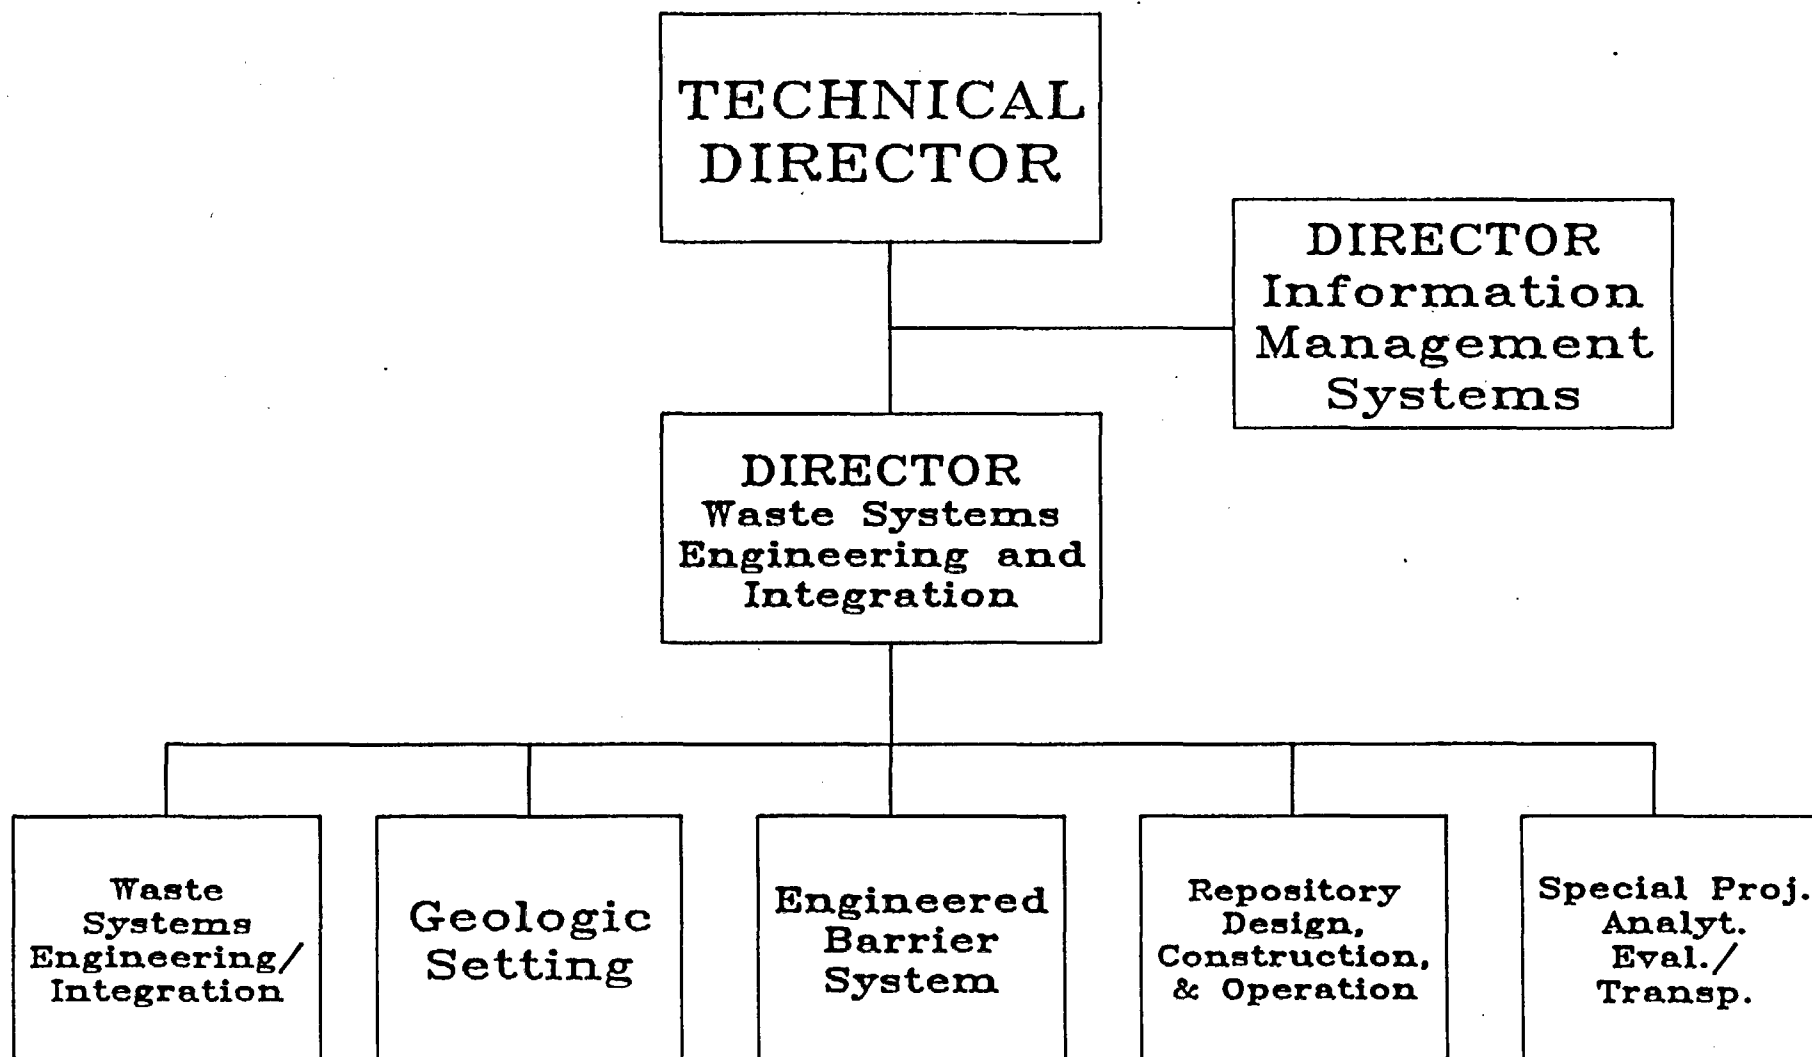 TECHNICAL
DIRECTOR
DIRECTOR
Information
Management
Systems
DIRECTOR
Waste Systems
Engineering and
Integration
Waste
Systems
Engineering/
Integration
Geologic
Setting
Engineered
Barrier
System
Repository
Design,
Construction,
& Operation
Special Proj.
Analyt.
Eval./
Transp.